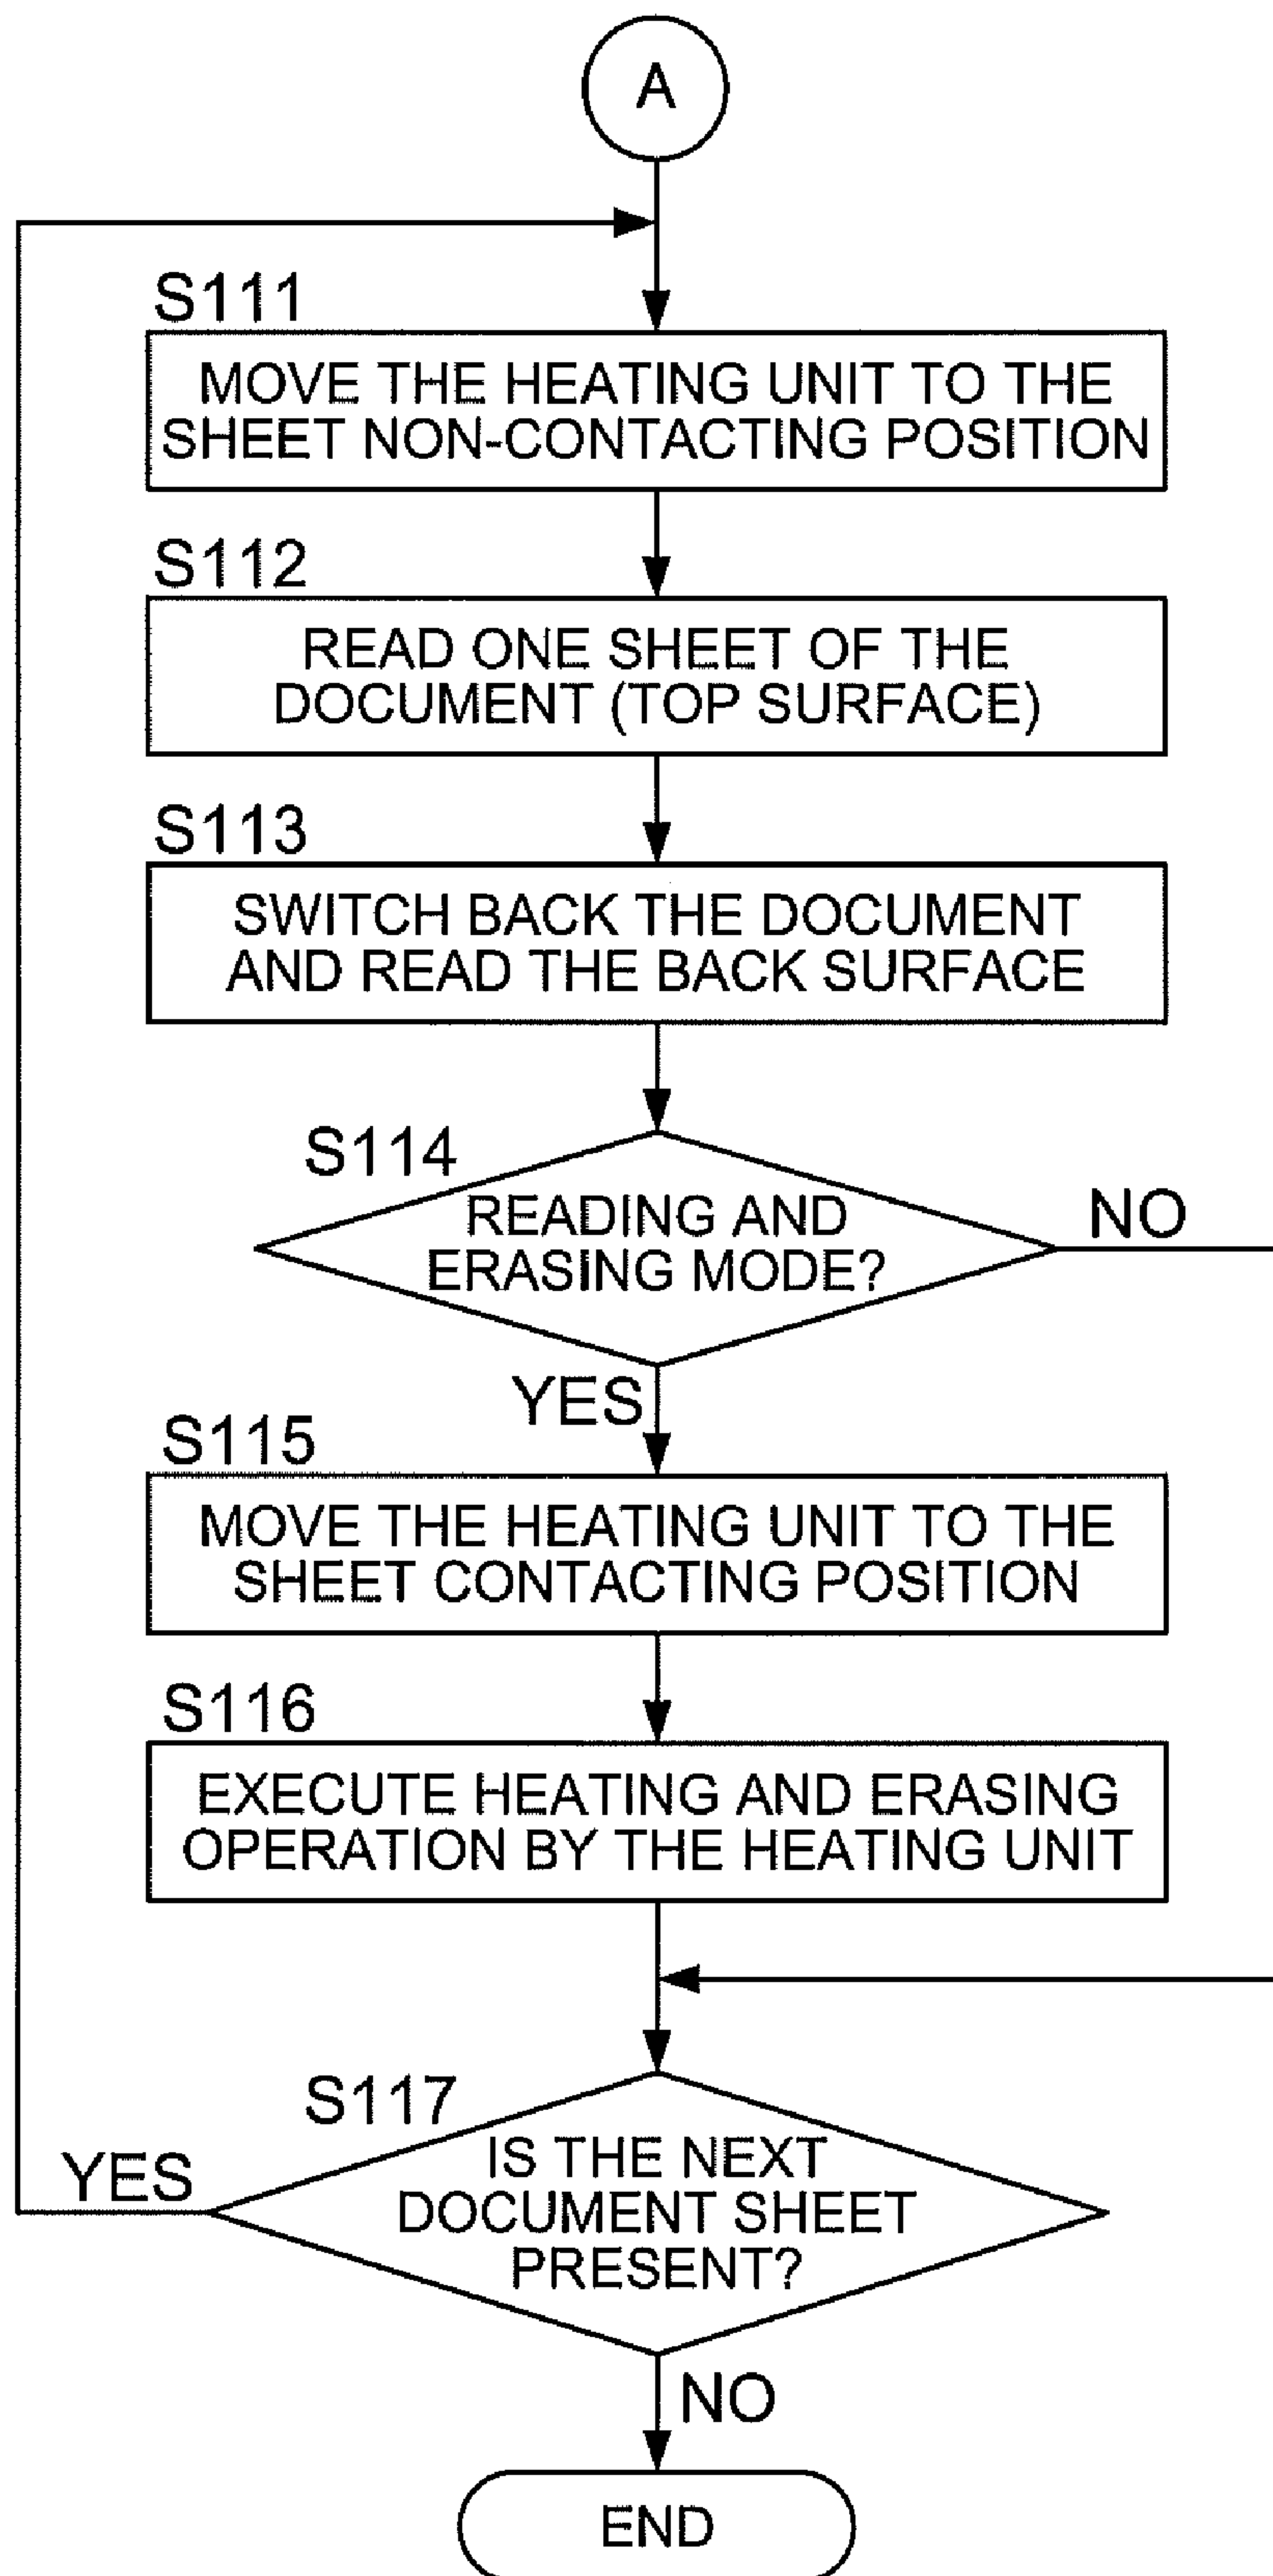 A
S111
MOVE THE HEATING UNIT TO THE
SHEET NON-CONTACTING POSITION
S112
READ ONE SHEET OF THE
DOCUMENT (TOP SURFACE)
S113
SWITCH BACK THE DOCUMENT
AND READ THE BACK SURFACE
S114
READING AND
ERASING MODE?
NO
YES
S115
MOVE THE HEATING UNIT TO THE
SHEET CONTACTING POSITION
S116
EXECUTE HEATING AND ERASING
OPERATION BY THE HEATING UNIT
S117
IS THE NEXT
DOCUMENT SHEET
PRESENT?
YES
NO
END